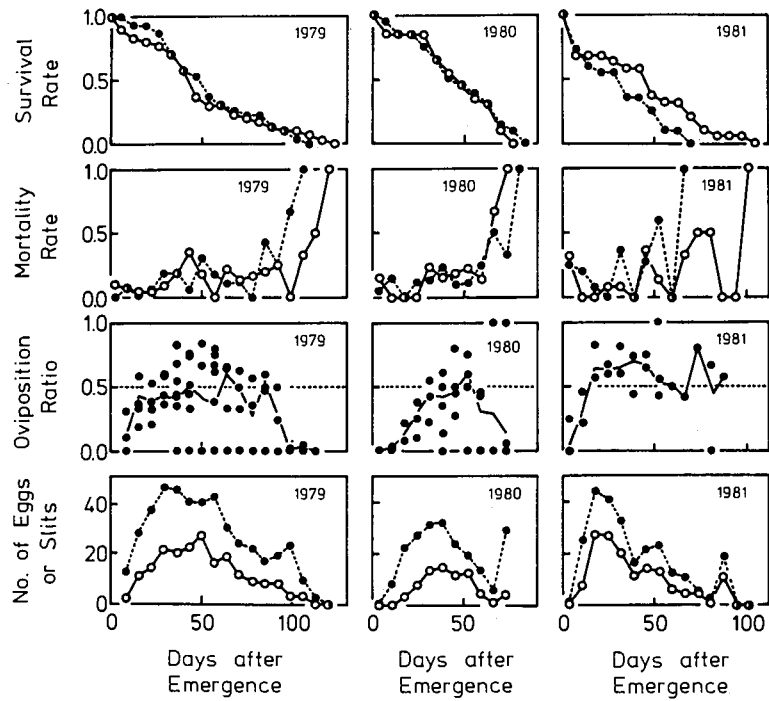 Survival Rate
1.0
0.5
0.0
1979
1980
1981
Mortality Rate
1.0
0.5
0.0
1979
1980
1981
Oviposition Ratio
1.0
0.5
0.0
1979
1980
1981
No. of Eggs or Slits
40
20
0
1979
1980
1981
0 50 100
0 50
0 50 100
Days after Emergence
Days after Emergence
Days after Emergence